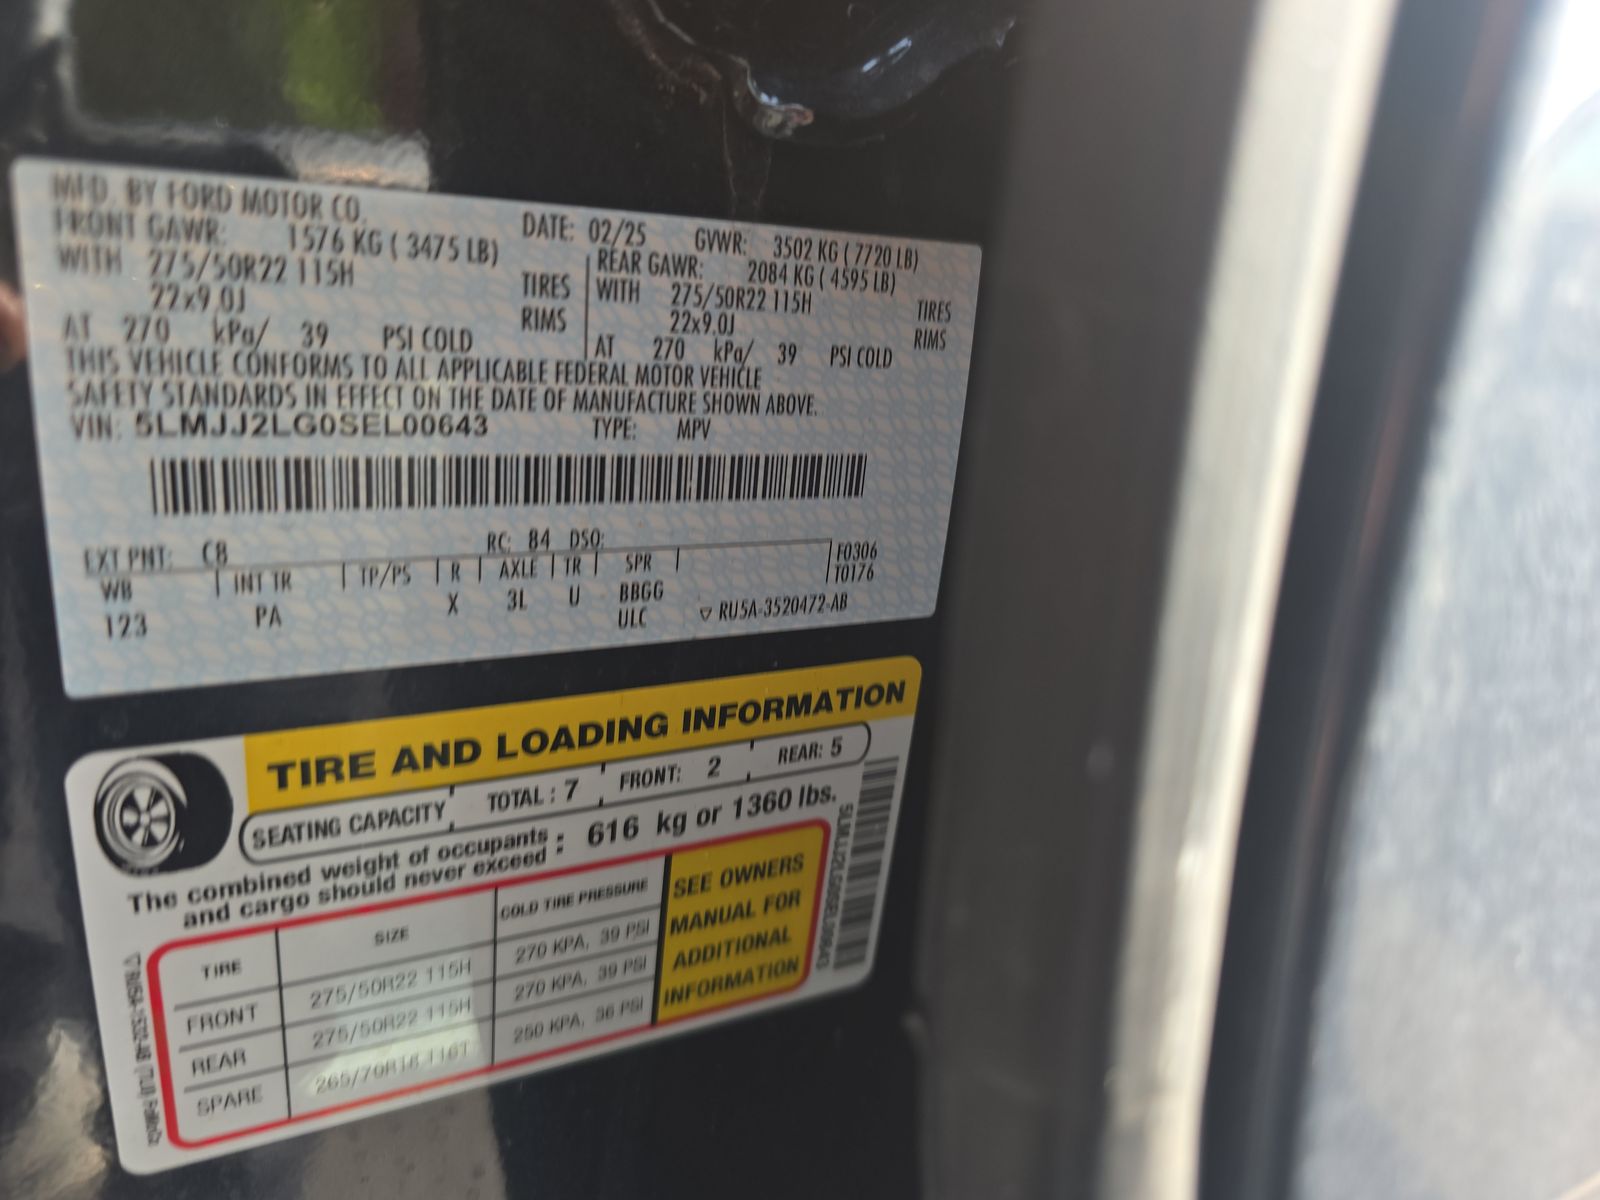 MFD. BY FORD MOTOR CO.
DATE: 02/25 GVWR: 3502 KG ( 7720 LB)
FRONT GAWR: 1576 KG ( 3475 LB) REAR GAWR: 2084 KG ( 4595 LB)
WITH 275/50R22 115H TIRES WITH 275/50R22 115H TIRES
22x9.0J RIMS 22x9.0J RIMS
AT 270 kPa/ 39 PSI COLD AT 270 kPa/ 39 PSI COLD
THIS VEHICLE CONFORMS TO ALL APPLICABLE FEDERAL MOTOR VEHICLE
SAFETY STANDARDS IN EFFECT ON THE DATE OF MANUFACTURE SHOWN ABOVE.
VIN: 5LMJJ2LG0SEL00643 TYPE: MPV
EXT PNT: C8 RC: 84 DSO: F0306
WB INT TR TP/PS R AXLE TR SPR T0176
123 PA X 3L U BBGG
ULC ▽ RU5A-3520472-AB
TIRE AND LOADING INFORMATION
SEATING CAPACITY TOTAL : 7 FRONT: 2 REAR: 5
The combined weight of occupants and cargo should never exceed : 616 kg or 1360 lbs.
TIRE SIZE COLD TIRE PRESSURE
FRONT 275/50R22 115H 270 KPA, 39 PSI
REAR 275/50R22 115H 270 KPA, 39 PSI
SPARE 265/70R18 116T 250 KPA, 36 PSI
SEE OWNERS
MANUAL FOR
ADDITIONAL
INFORMATION
5LMJJ2LG0SEL00643